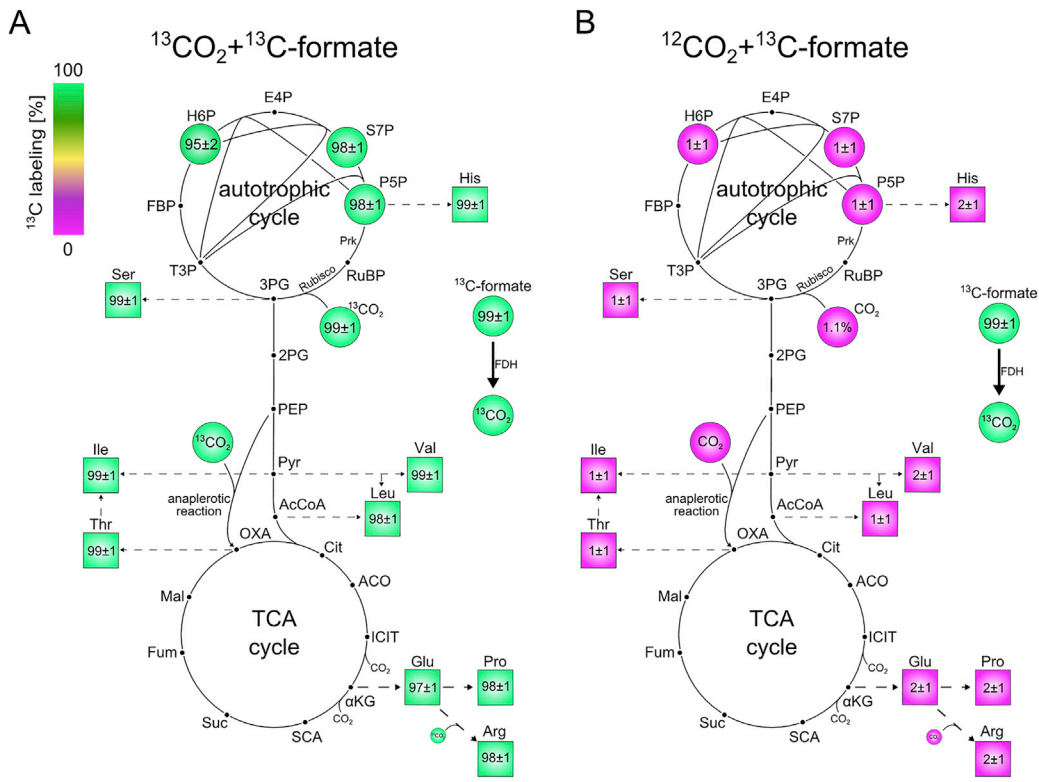 A
¹³CO₂+¹³C-formate
100
¹³C labeling [%]
0
E4P
H6P
95±2
S7P
98±1
autotrophic
cycle
P5P
98±1
His
99±1
FBP
Prk
T3P
RuBP
Rubisco
3PG
Ser
99±1
¹³CO₂
99±1
¹³C-formate
99±1
FDH
¹³CO₂
2PG
PEP
¹³CO₂
Ile
99±1
Pyr
Val
99±1
anaplerotic
reaction
Leu
98±1
AcCoA
Thr
99±1
OXA
Cit
ACO
Mal
TCA
cycle
ICIT
Fum
CO₂
Glu
97±1
Pro
98±1
αKG
CO₂
Suc
SCA
¹³CO₂
Arg
98±1
B
¹²CO₂+¹³C-formate
E4P
H6P
1±1
S7P
1±1
autotrophic
cycle
P5P
1±1
His
2±1
FBP
Prk
T3P
RuBP
Rubisco
3PG
Ser
1±1
CO₂
1.1%
¹³C-formate
99±1
FDH
¹³CO₂
2PG
PEP
CO₂
Ile
1±1
Pyr
Val
2±1
anaplerotic
reaction
Leu
1±1
AcCoA
Thr
1±1
OXA
Cit
ACO
Mal
TCA
cycle
ICIT
Fum
CO₂
Glu
2±1
Pro
2±1
αKG
CO₂
Suc
SCA
CO₂
Arg
2±1